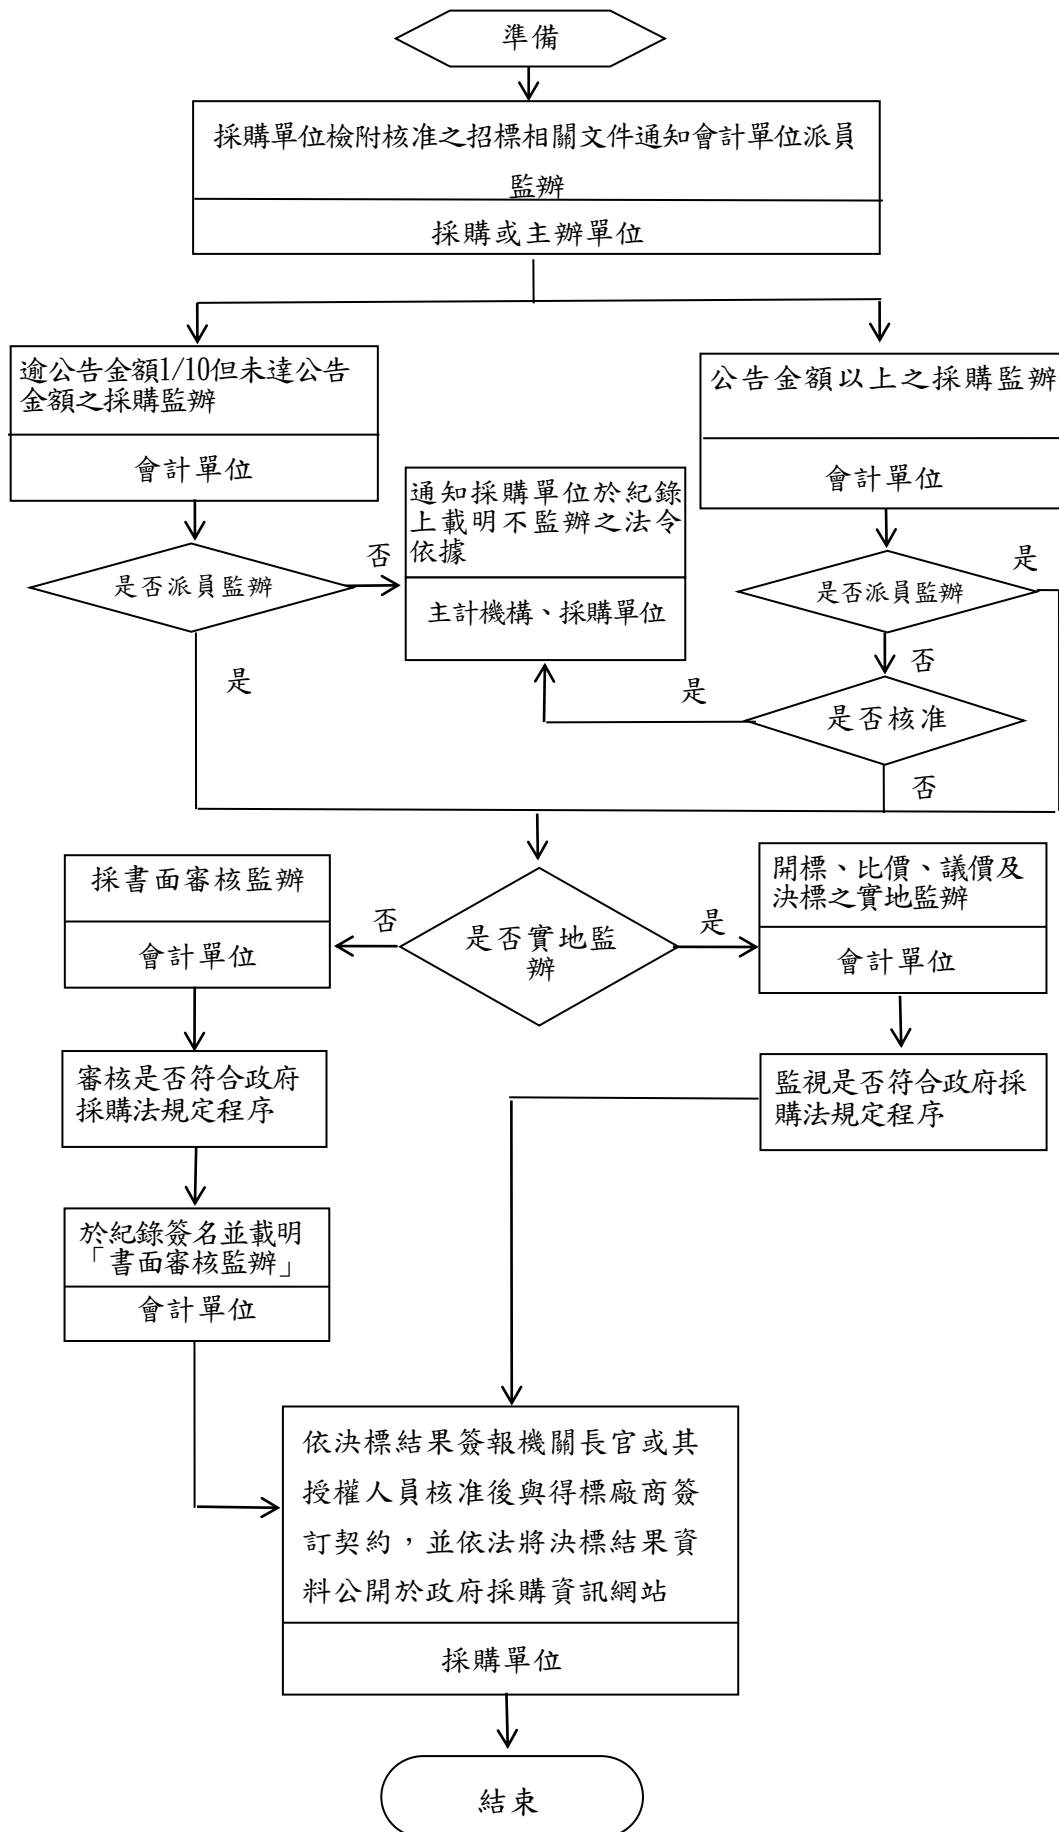 準備
採購單位檢附核准之招標相關文件通知會計單位派員
監辦
採購或主辦單位
逾公告金額1/10但未達公告
金額之採購監辦
會計單位
公告金額以上之採購監辦
會計單位
通知採購單位於紀錄
上載明不監辦之法令
依據
主計機構、採購單位
是否派員監辦
否
是
是否派員監辦
是
否
是否核准
是
否
是否實地監
辦
否
是
採書面審核監辦
會計單位
開標、比價、議價及
決標之實地監辦
會計單位
審核是否符合政府
採購法規定程序
監視是否符合政府採
購法規定程序
於紀錄簽名並載明
「書面審核監辦」
會計單位
依決標結果簽報機關長官或其
授權人員核准後與得標廠商簽
訂契約，並依法將決標結果資
料公開於政府採購資訊網站
採購單位
結束